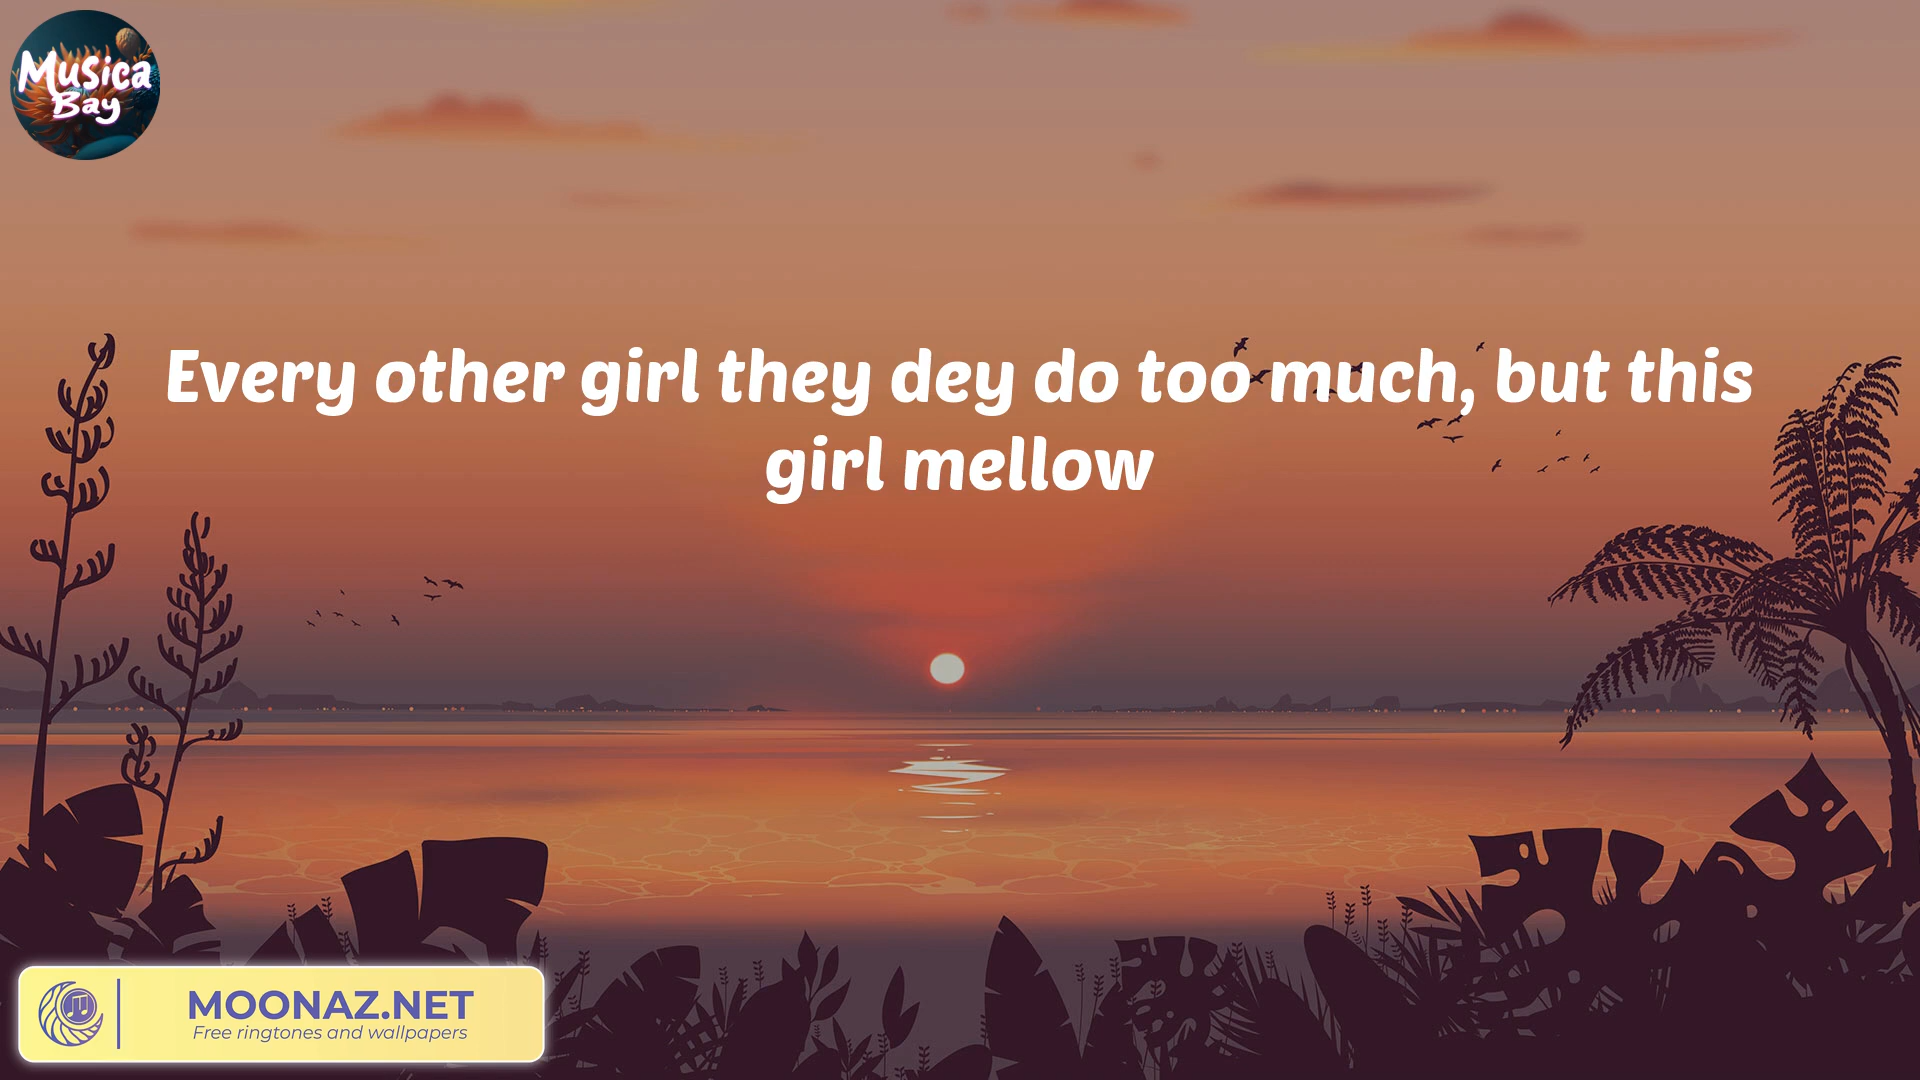 Musica
Bay
Every other girl they dey do too much, but this
girl mellow
MOONAZ.NET
Free ringtones and wallpapers